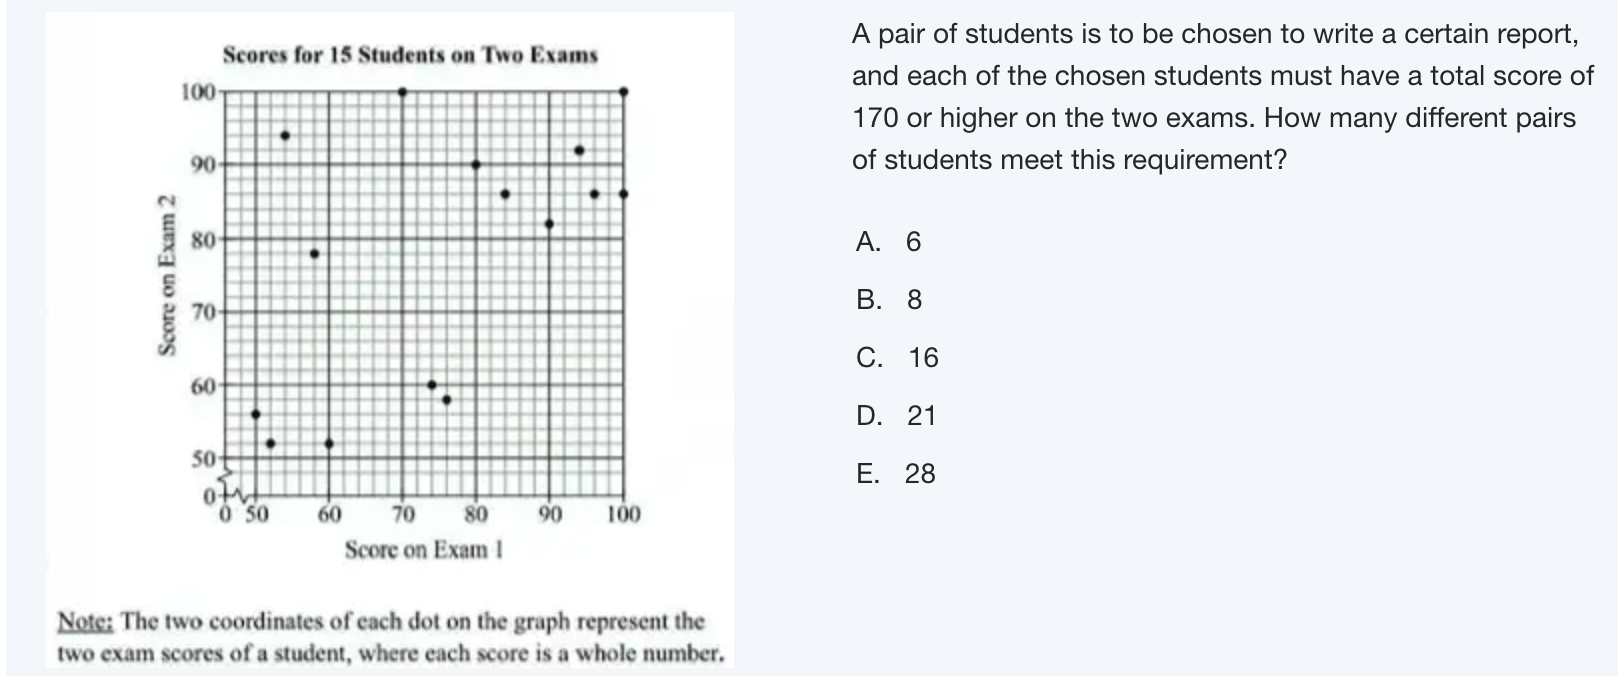 Scores for 15 Students on Two Exams
100
90
80
70
60
50
0
Score on Exam 2
0 50 60 70 80 90 100
Score on Exam 1
Note: The two coordinates of each dot on the graph represent the
two exam scores of a student, where each score is a whole number.
A pair of students is to be chosen to write a certain report,
and each of the chosen students must have a total score of
170 or higher on the two exams. How many different pairs
of students meet this requirement?
A. 6
B. 8
C. 16
D. 21
E. 28